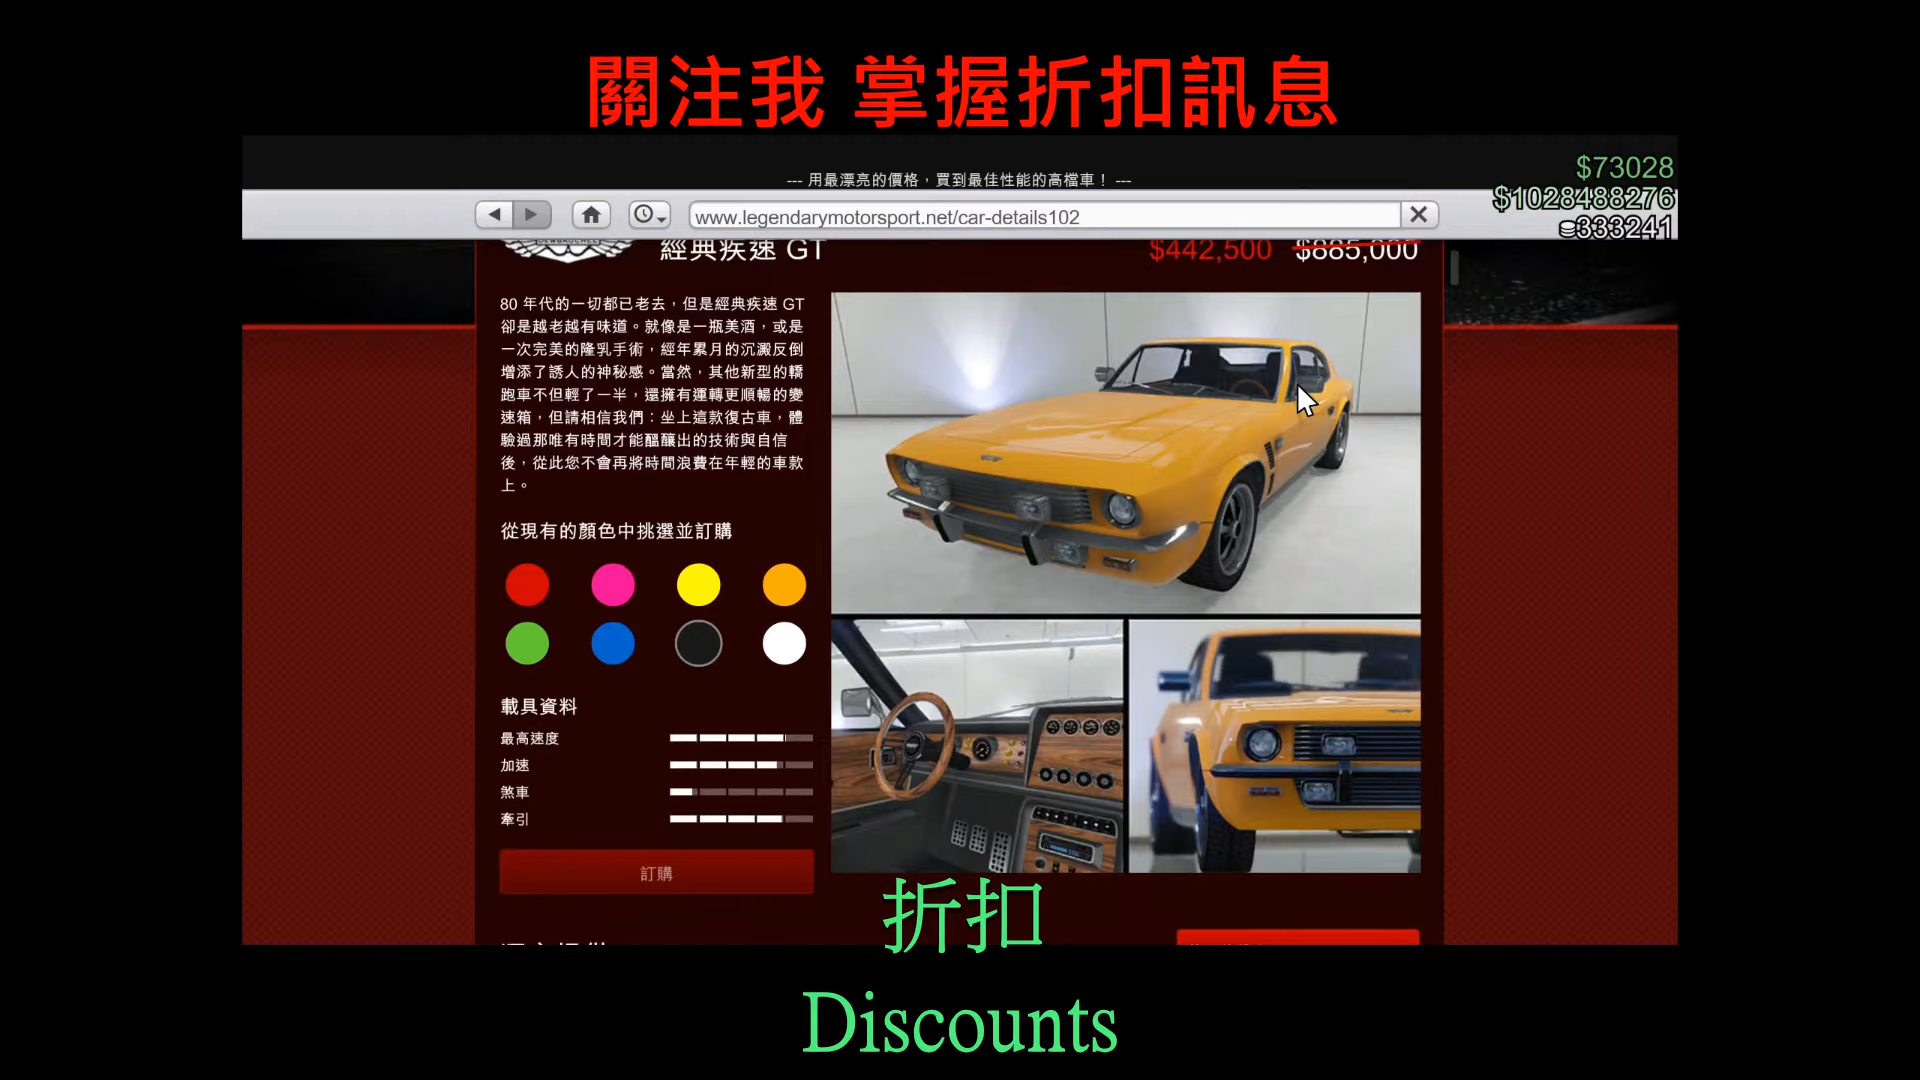 關注我 掌握折扣訊息
$73028
--- 用最漂亮的價格，買到最佳性能的高檔車！ ---
$1028488276
www.legendarymotorsport.net/car-details102
333241
經典疾速 GT
$442,500 $885,000
80 年代的一切都已老去，但是經典疾速 GT
卻是越老越有味道。就像是一瓶美酒，或是
一次完美的隆乳手術，經年累月的沉澱反倒
增添了誘人的神秘感。當然，其他新型的轎
跑車不但輕了一半，還擁有運轉更順暢的變
速箱，但請相信我們：坐上這款復古車，體
驗過那唯有時間才能醞釀出的技術與自信
後，從此您不會再將時間浪費在年輕的車款
上。
從現有的顏色中挑選並訂購
載具資料
最高速度
加速
煞車
牽引
訂購
折扣
Discounts